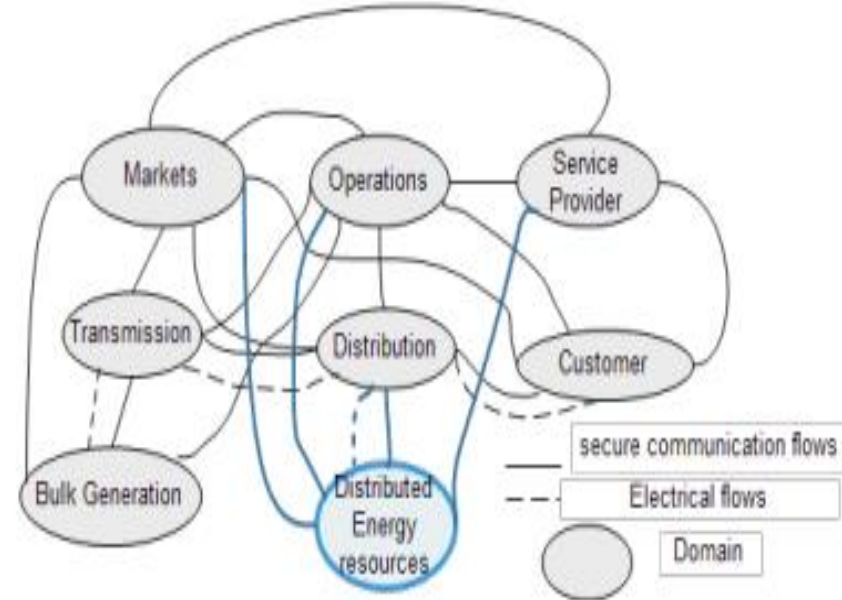 Markets
Operations
Service
Provider
Transmission
Distribution
Customer
Bulk Generation
Distributed
Energy
resources
secure communication flows
Electrical flows
Domain